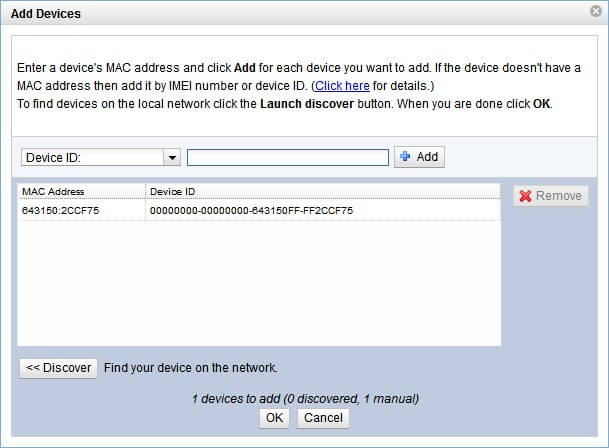 Add Devices
Enter a device's MAC address and click Add for each device you want to add. If the device doesn't have a
MAC address then add it by IMEI number or device ID. (Click here for details.)
To find devices on the local network click the Launch discover button. When you are done click OK.
Device ID:
Add
MAC Address Device ID
643150:2CCF75 00000000-00000000-643150FF-FF2CCF75
Remove
<< Discover Find your device on the network.
1 devices to add (0 discovered, 1 manual)
OK Cancel